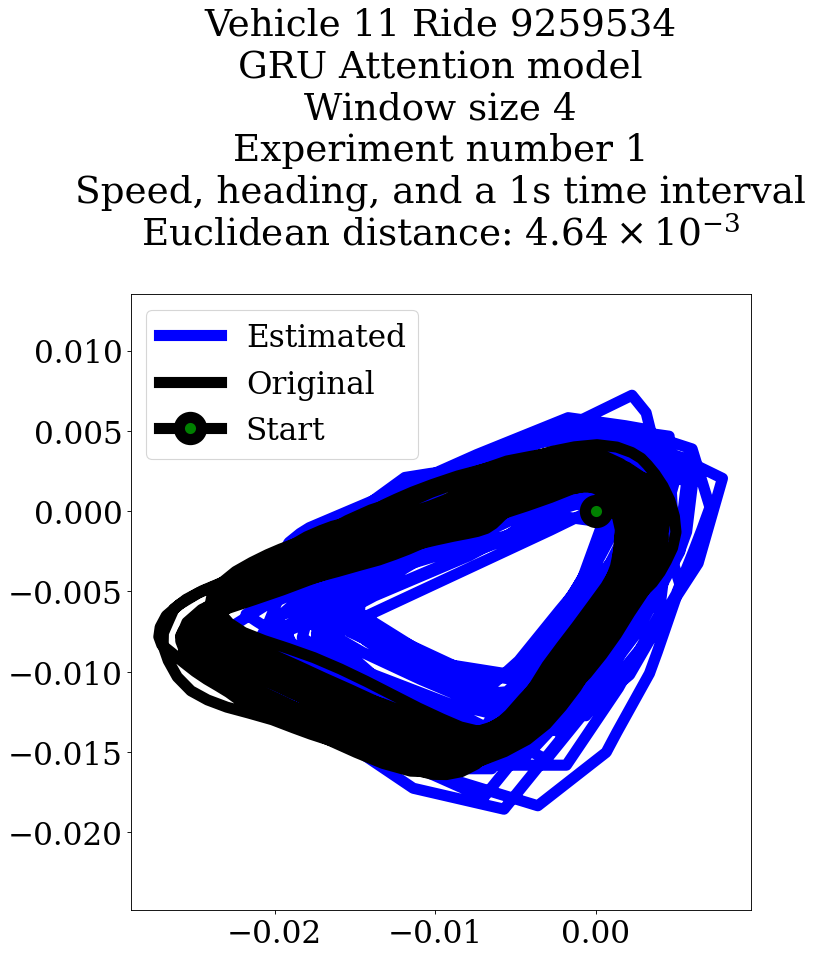 Vehicle 11 Ride 9259534
GRU Attention model
Window size 4
Experiment number 1
Speed, heading, and a 1s time interval
Euclidean distance: 4.64 × 10⁻³
Estimated
Original
Start
0.010
0.005
0.000
−0.005
−0.010
−0.015
−0.020
−0.02
−0.01
0.00